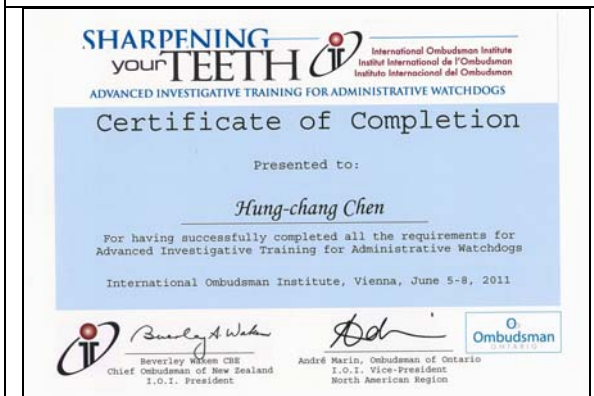 SHARPENING
your TEETH
International Ombudsman Institute
Institut International de l'Ombudsman
Instituto Internacional del Ombudsman
ADVANCED INVESTIGATIVE TRAINING FOR ADMINISTRATIVE WATCHDOGS
Certificate of Completion
Presented to:
Hung-chang Chen
For having successfully completed all the requirements for
Advanced Investigative Training for Administrative Watchdogs
International Ombudsman Institute, Vienna, June 5-8, 2011
Beverley A. Wakem
Beverley Wakem CBE
Chief Ombudsman of New Zealand
I.O.I. President
André Marin, Ombudsman of Ontario
I.O.I. Vice-President
North American Region
Ombudsman
ONTARIO